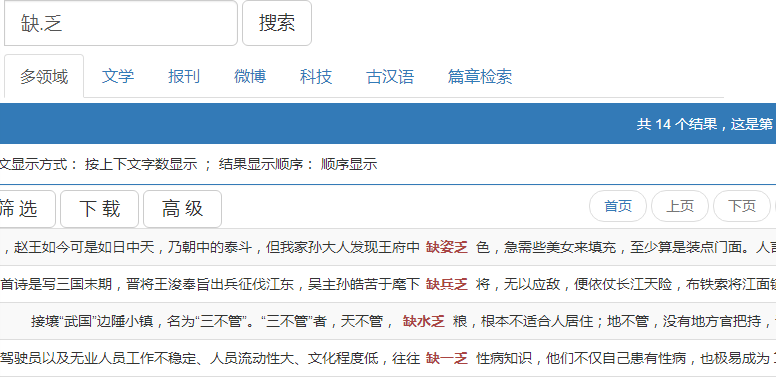 缺.乏 搜索
多领域 文学 报刊 微博 科技 古汉语 篇章检索
共 14 个结果，这是第
文显示方式： 按上下文字数显示 ； 结果显示顺序： 顺序显示
筛 选 下 载 高 级 首页 上页 下页
，赵王如今可是如日中天，乃朝中的泰斗，但我家孙大人发现王府中 缺姿乏 色，急需些美女来填充，至少算是装点门面。人言
首诗是写三国末期，晋将王浚奉旨出兵征伐江东，吴主孙皓苦于麾下 缺兵乏 将，无以应敌，便依仗长江天险，布铁索将江面锁
接壤“武国”边陲小镇，名为“三不管”。“三不管”者，天不管， 缺水乏 粮，根本不适合人居住；地不管，没有地方官把持，
驾驶员以及无业人员工作不稳定、人员流动性大、文化程度低，往往 缺一乏 性病知识，他们不仅自己患有性病，也极易成为